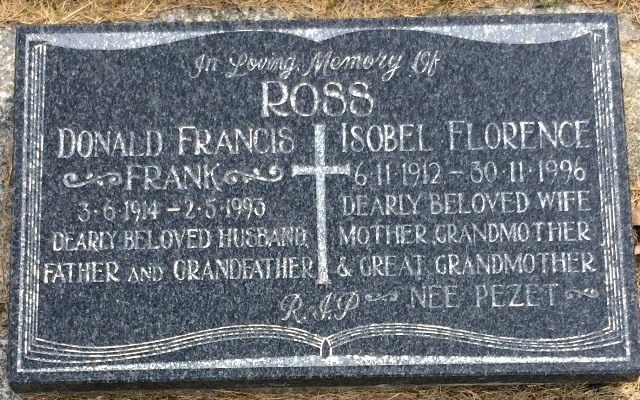 In Loving Memory Of
ROSS
DONALD FRANCIS
FRANK
3·6·1914 – 2·5·1993
DEARLY BELOVED HUSBAND,
FATHER AND GRANDFATHER
ISOBEL FLORENCE
6·11·1912 – 30·11·1996
DEARLY BELOVED WIFE
MOTHER, GRANDMOTHER
& GREAT GRANDMOTHER
NEE PEZET
R.I.P